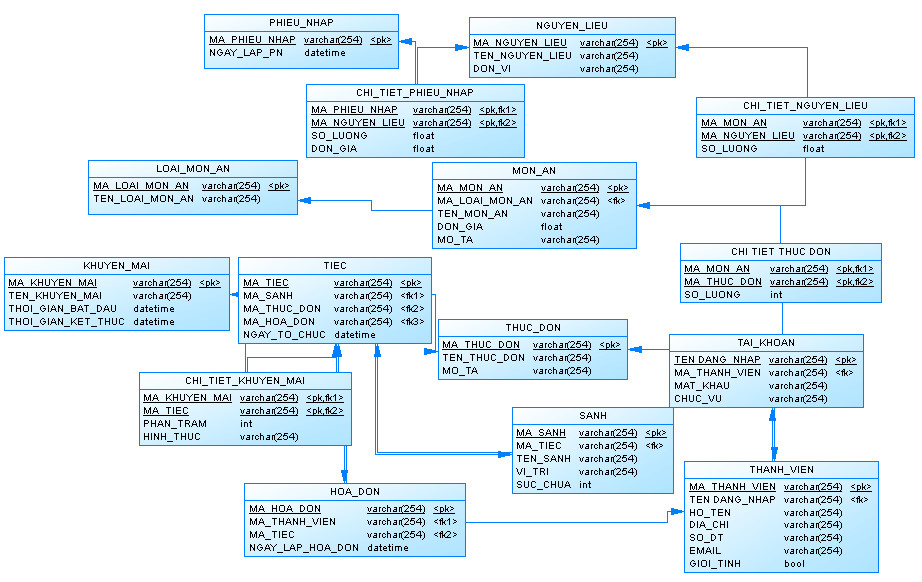 PHIEU_NHAP
MA_PHIEU_NHAP varchar(254) <pk>
NGAY_LAP_PN datetime
NGUYEN_LIEU
MA_NGUYEN_LIEU varchar(254) <pk>
TEN_NGUYEN_LIEU varchar(254)
DON_VI varchar(254)
CHI_TIET_PHIEU_NHAP
MA_PHIEU_NHAP varchar(254) <pk,fk1>
MA_NGUYEN_LIEU varchar(254) <pk,fk2>
SO_LUONG float
DON_GIA float
CHI_TIET_NGUYEN_LIEU
MA_MON_AN varchar(254) <pk,fk1>
MA_NGUYEN_LIEU varchar(254) <pk,fk2>
SO_LUONG float
LOAI_MON_AN
MA_LOAI_MON_AN varchar(254) <pk>
TEN_LOAI_MON_AN varchar(254)
MON_AN
MA_MON_AN varchar(254) <pk>
MA_LOAI_MON_AN varchar(254) <fk>
TEN_MON_AN varchar(254)
DON_GIA float
MO_TA varchar(254)
CHI TIET THUC DON
MA_MON_AN varchar(254) <pk,fk1>
MA_THUC_DON varchar(254) <pk,fk2>
SO_LUONG int
KHUYEN_MAI
MA_KHUYEN_MAI varchar(254) <pk>
TEN_KHUYEN_MAI varchar(254)
THOI_GIAN_BAT_DAU datetime
THOI_GIAN_KET_THUC datetime
TIEC
MA_TIEC varchar(254) <pk>
MA_SANH varchar(254) <fk1>
MA_THUC_DON varchar(254) <fk2>
MA_HOA_DON varchar(254) <fk3>
NGAY_TO_CHUC datetime
THUC_DON
MA_THUC_DON varchar(254) <pk>
TEN_THUC_DON varchar(254)
MO_TA varchar(254)
TAI_KHOAN
TEN DANG_NHAP varchar(254) <pk>
MA_THANH_VIEN varchar(254) <fk>
MAT_KHAU varchar(254)
CHUC_VU varchar(254)
CHI_TIET_KHUYEN_MAI
MA_KHUYEN_MAI varchar(254) <pk,fk1>
MA_TIEC varchar(254) <pk,fk2>
PHAN_TRAM int
HINH_THUC varchar(254)
SANH
MA_SANH varchar(254) <pk>
MA_TIEC varchar(254) <fk>
TEN_SANH varchar(254)
VI_TRI varchar(254)
SUC_CHUA int
HOA_DON
MA_HOA_DON varchar(254) <pk>
MA_THANH_VIEN varchar(254) <fk1>
MA_TIEC varchar(254) <fk2>
NGAY_LAP_HOA_DON datetime
THANH_VIEN
MA_THANH_VIEN varchar(254) <pk>
TEN DANG_NHAP varchar(254) <fk>
HO_TEN varchar(254)
DIA_CHI varchar(254)
SO_DT varchar(254)
EMAIL varchar(254)
GIOI_TINH bool